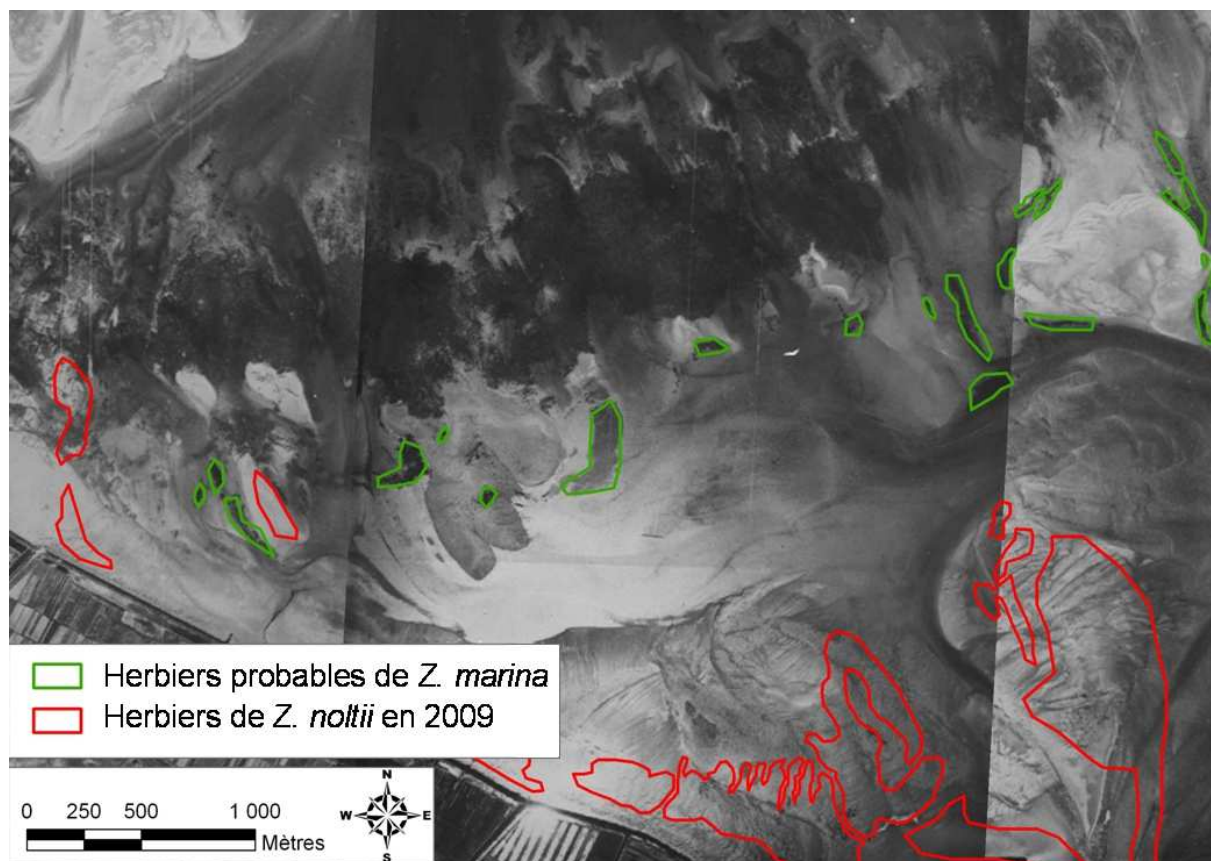 Herbiers probables de Z. marina
Herbiers de Z. noltii en 2009
0 250 500 1 000
Mètres
N
W E
S